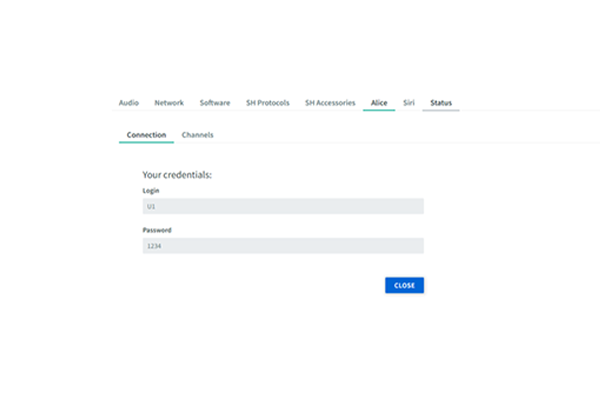 Audio Network Software SH Protocols SH Accessories Alice Siri Status
Connection Channels
Your credentials:
Login
U1
Password
1234
CLOSE